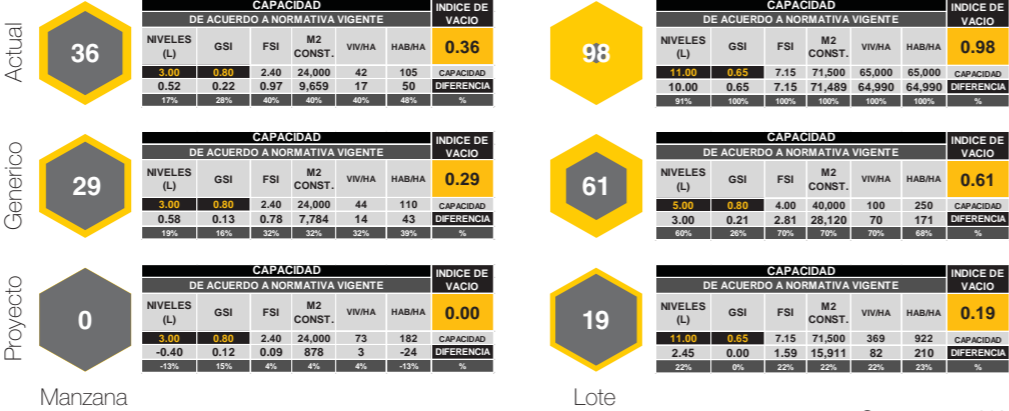 Actual
36
CAPACIDAD INDICE DE VACIO
DE ACUERDO A NORMATIVA VIGENTE
NIVELES (L) GSI FSI M2 CONST. VIV/HA HAB/HA 0.36
3.00 0.80 2.40 24,000 42 105 CAPACIDAD
0.52 0.22 0.97 9,659 17 50 DIFERENCIA
17% 28% 40% 40% 40% 48% %
98
CAPACIDAD INDICE DE VACIO
DE ACUERDO A NORMATIVA VIGENTE
NIVELES (L) GSI FSI M2 CONST. VIV/HA HAB/HA 0.98
11.00 0.65 7.15 71,500 65,000 65,000 CAPACIDAD
10.00 0.65 7.15 71,489 64,990 64,990 DIFERENCIA
91% 100% 100% 100% 100% 100% %
Generico
29
CAPACIDAD INDICE DE VACIO
DE ACUERDO A NORMATIVA VIGENTE
NIVELES (L) GSI FSI M2 CONST. VIV/HA HAB/HA 0.29
3.00 0.80 2.40 24,000 44 110 CAPACIDAD
0.58 0.13 0.78 7,784 14 43 DIFERENCIA
19% 16% 32% 32% 32% 39% %
61
CAPACIDAD INDICE DE VACIO
DE ACUERDO A NORMATIVA VIGENTE
NIVELES (L) GSI FSI M2 CONST. VIV/HA HAB/HA 0.61
5.00 0.80 4.00 40,000 100 250 CAPACIDAD
3.00 0.21 2.81 28,120 70 171 DIFERENCIA
60% 26% 70% 70% 70% 68% %
Proyecto
0
CAPACIDAD INDICE DE VACIO
DE ACUERDO A NORMATIVA VIGENTE
NIVELES (L) GSI FSI M2 CONST. VIV/HA HAB/HA 0.00
3.00 0.80 2.40 24,000 73 182 CAPACIDAD
-0.40 0.12 0.09 878 3 -24 DIFERENCIA
-13% 15% 4% 4% 4% -13% %
19
CAPACIDAD INDICE DE VACIO
DE ACUERDO A NORMATIVA VIGENTE
NIVELES (L) GSI FSI M2 CONST. VIV/HA HAB/HA 0.19
11.00 0.65 7.15 71,500 369 922 CAPACIDAD
2.45 0.00 1.59 15,911 82 210 DIFERENCIA
22% 0% 22% 22% 22% 23% %
Manzana
Lote